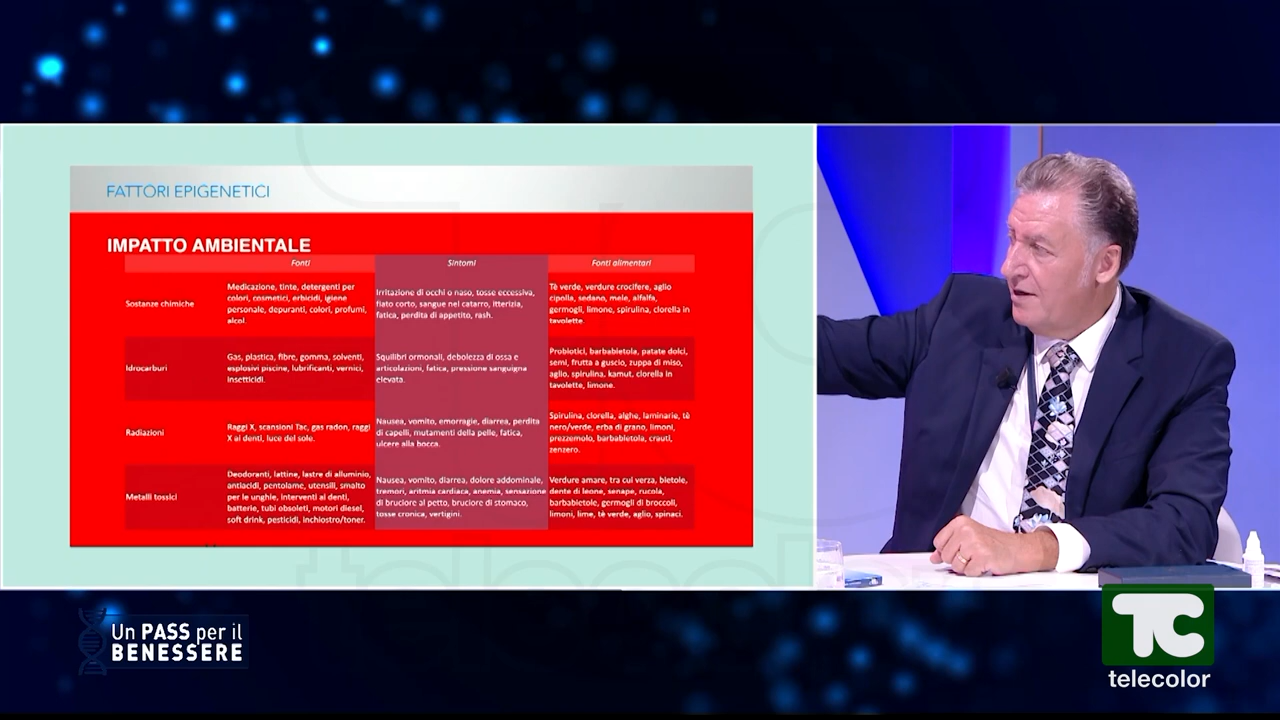 FATTORI EPIGENETICI
IMPATTO AMBIENTALE
Fonti Sintomi Fonti alimentari
Sostanze chimiche
Medicazione, tinte, detergenti per
colori, cosmetici, erbicidi, igiene
personale, depuranti, colori, profumi,
alcol.
Irritazione di occhi o naso, tosse eccessiva,
fiato corto, sangue nel catarro, itterizia,
fatica, perdita di appetito, rash.
Tè verde, verdure crocifere, aglio
cipolla, sedano, mele, alfalfa,
germogli, limone, spirulina, clorella in
tavolette.
Idrocarburi
Gas, plastica, fibre, gomma, solventi,
esplosivi piscine, lubrificanti, vernici,
insetticidi.
Squilibri ormonali, debolezza di ossa e
articolazioni, fatica, pressione sanguigna
elevata.
Probiotici, barbabietola, patate dolci,
semi, frutta a guscio, zuppa di miso,
aglio, spirulina. kamut, clorella in
tavolette, limone.
Radiazioni
Raggi X, scansioni Tac, gas radon, raggi
X ai denti, luce del sole.
Nausea, vomito, emorragie, diarrea, perdita
di capelli, mutamenti della pelle, fatica,
ulcere alla bocca.
Spirulina, clorella, alghe, laminarie, tè
nero/verde, erba di grano, limoni,
prezzemolo, barbabietola, crauti,
zenzero.
Metalli tossici
Deodoranti, lattine, lastre di alluminio,
antiacidi, pentolame, utensili, smalto
per le unghie, interventi ai denti,
batterie, tubi obsoleti, motori diesel,
soft drink, pesticidi, inchiostro/toner.
Nausea, vomito, diarrea, dolore addominale,
tremori, aritmia cardiaca, anemia, sensazione
di bruciore al petto, bruciore di stomaco,
tosse cronica, vertigini.
Verdure amare, tra cui verza, bietole,
dente di leone, senape, rucola,
barbabietole, germogli di broccoli,
limoni, lime, tè verde, aglio, spinaci.
Un PASS per il
BENESSERE
TC
telecolor